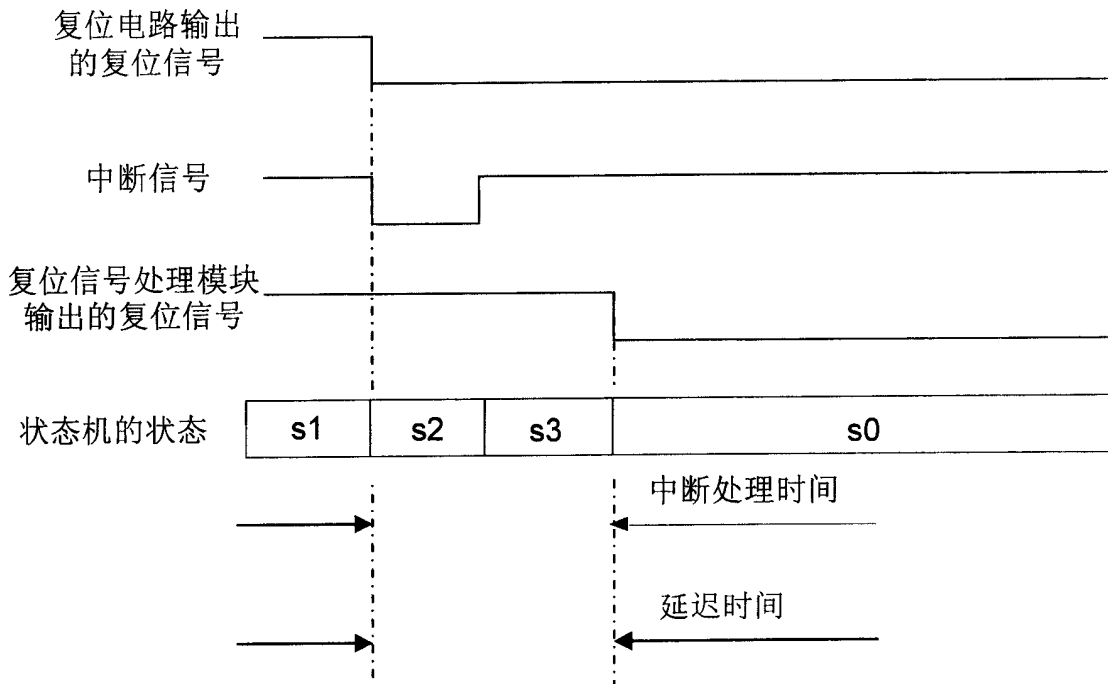 复位电路输出
的复位信号
中断信号
复位信号处理模块
输出的复位信号
状态机的状态
s1
s2
s3
s0
中断处理时间
延迟时间